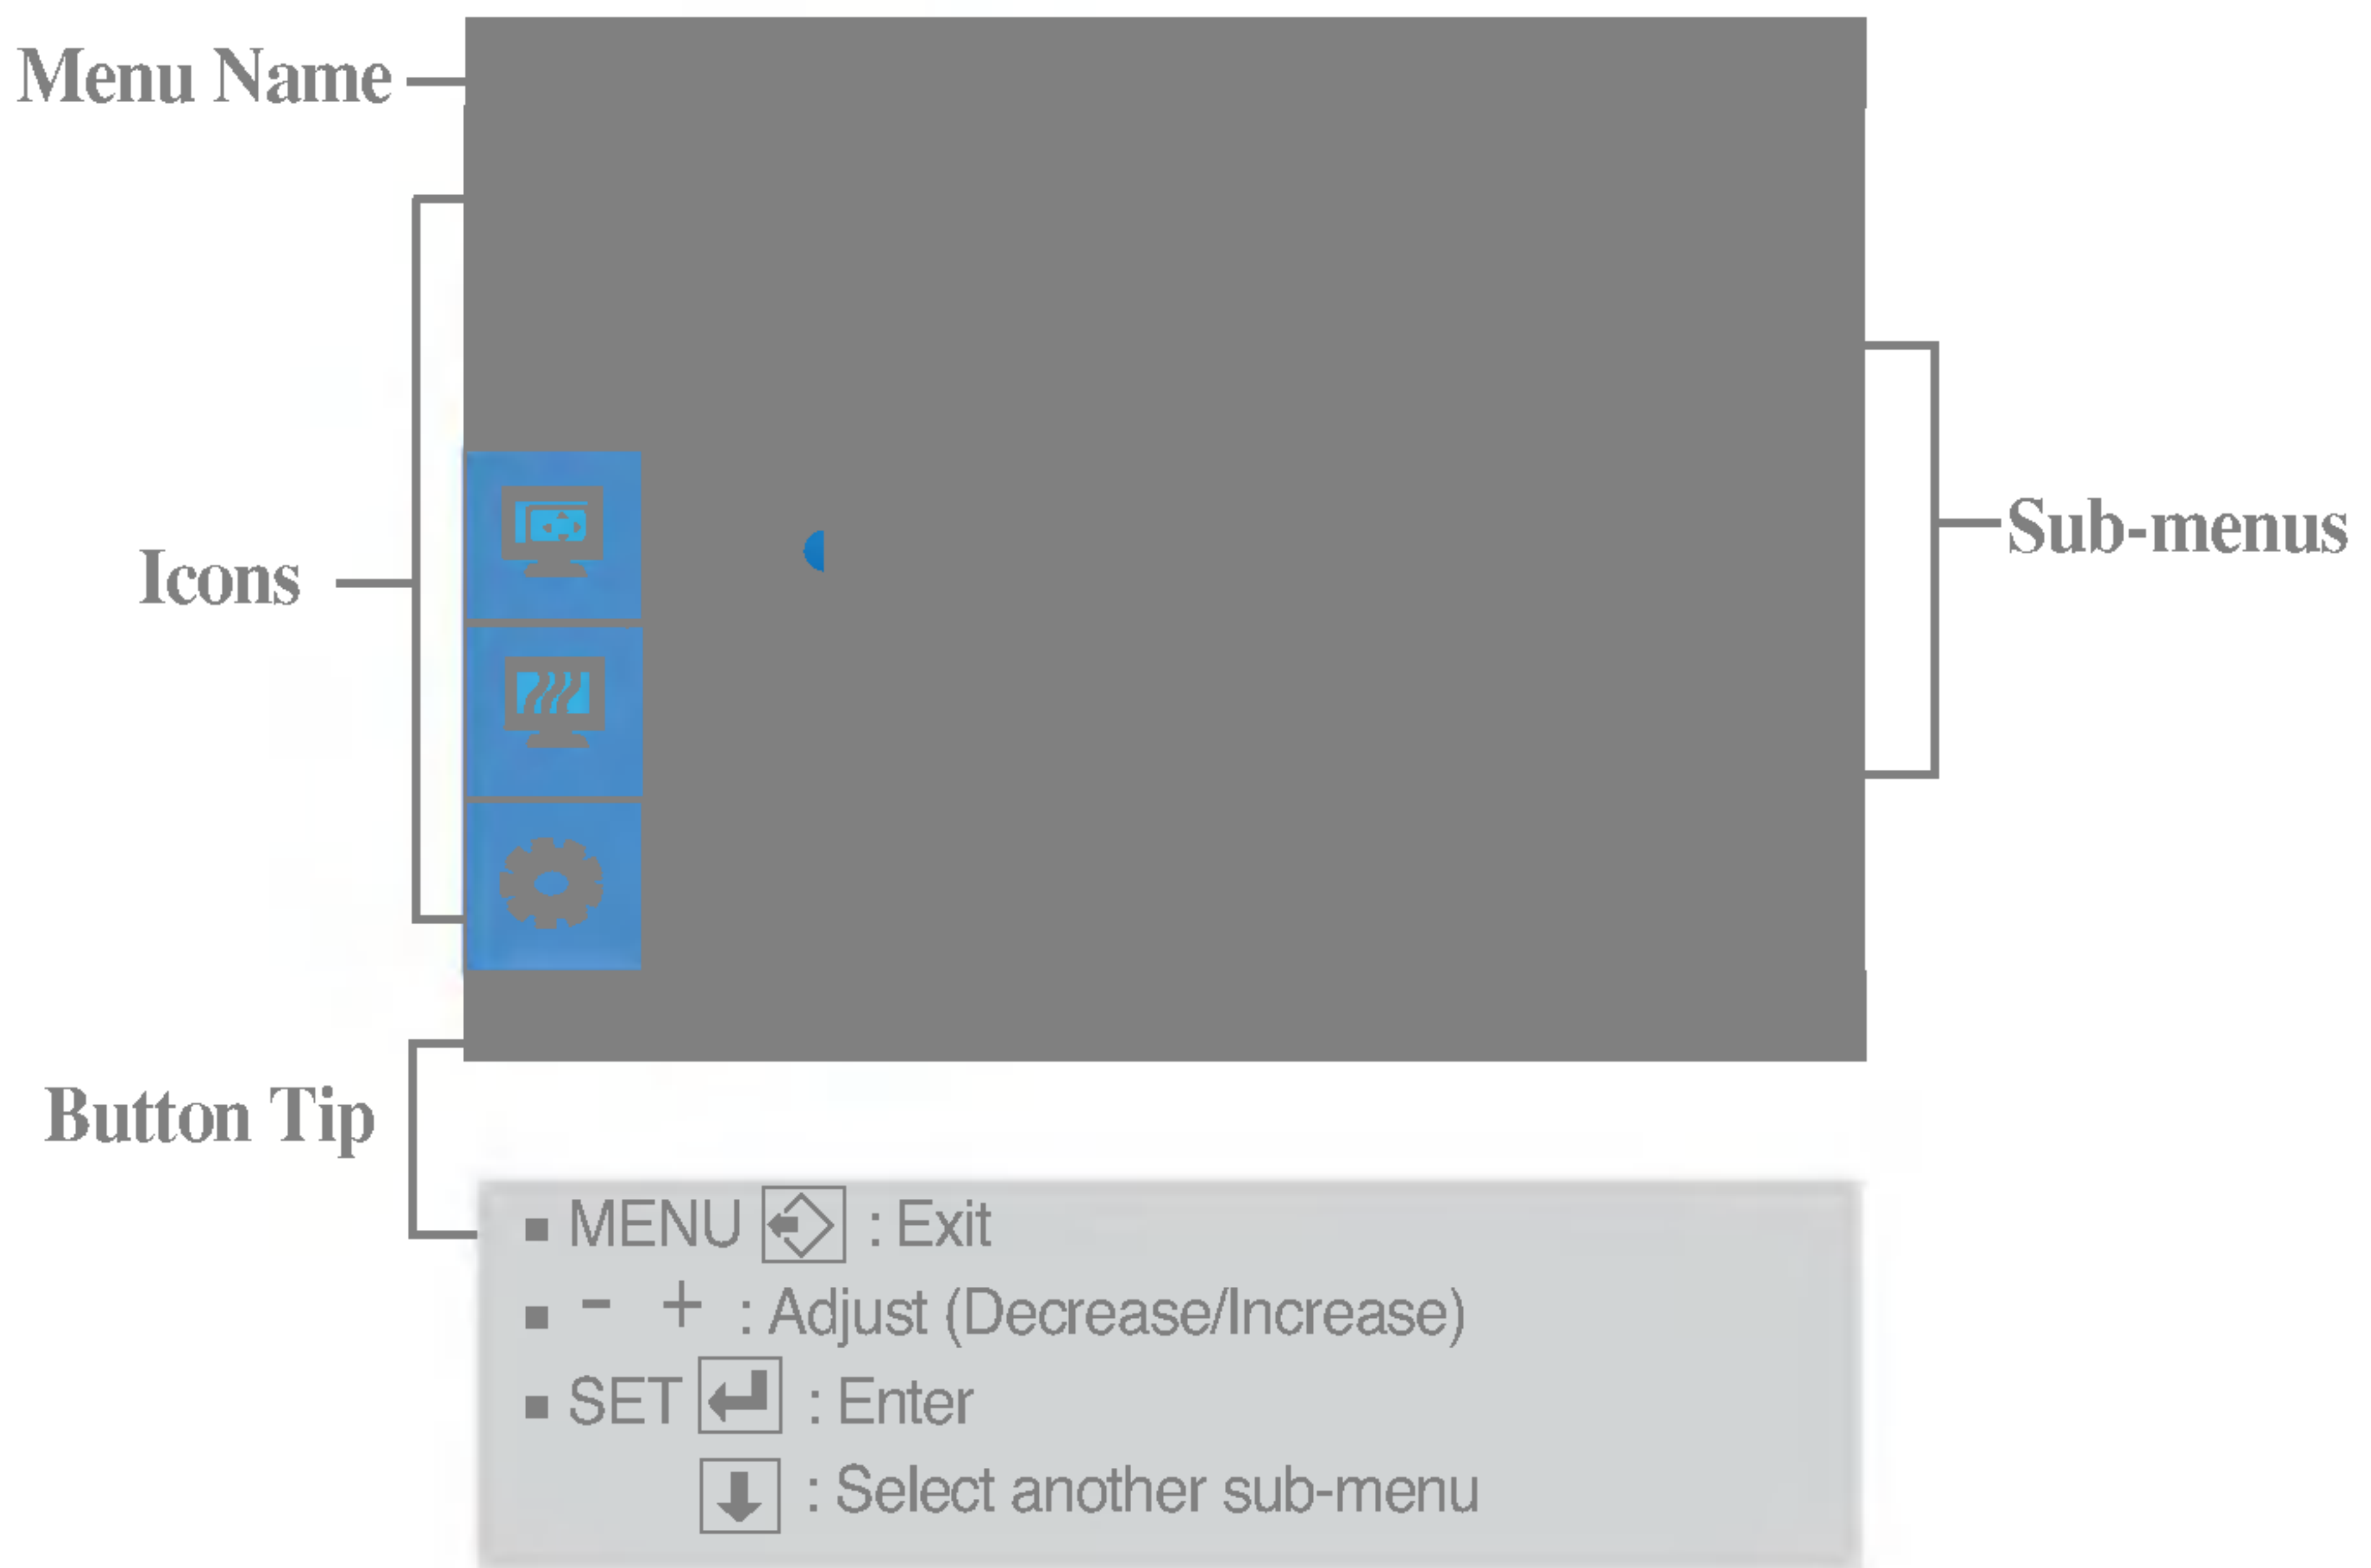 Menu Name
Icons
Sub-menus
Button Tip
▪ MENU : Exit
▪ - + : Adjust (Decrease/Increase)
▪ SET : Enter
: Select another sub-menu